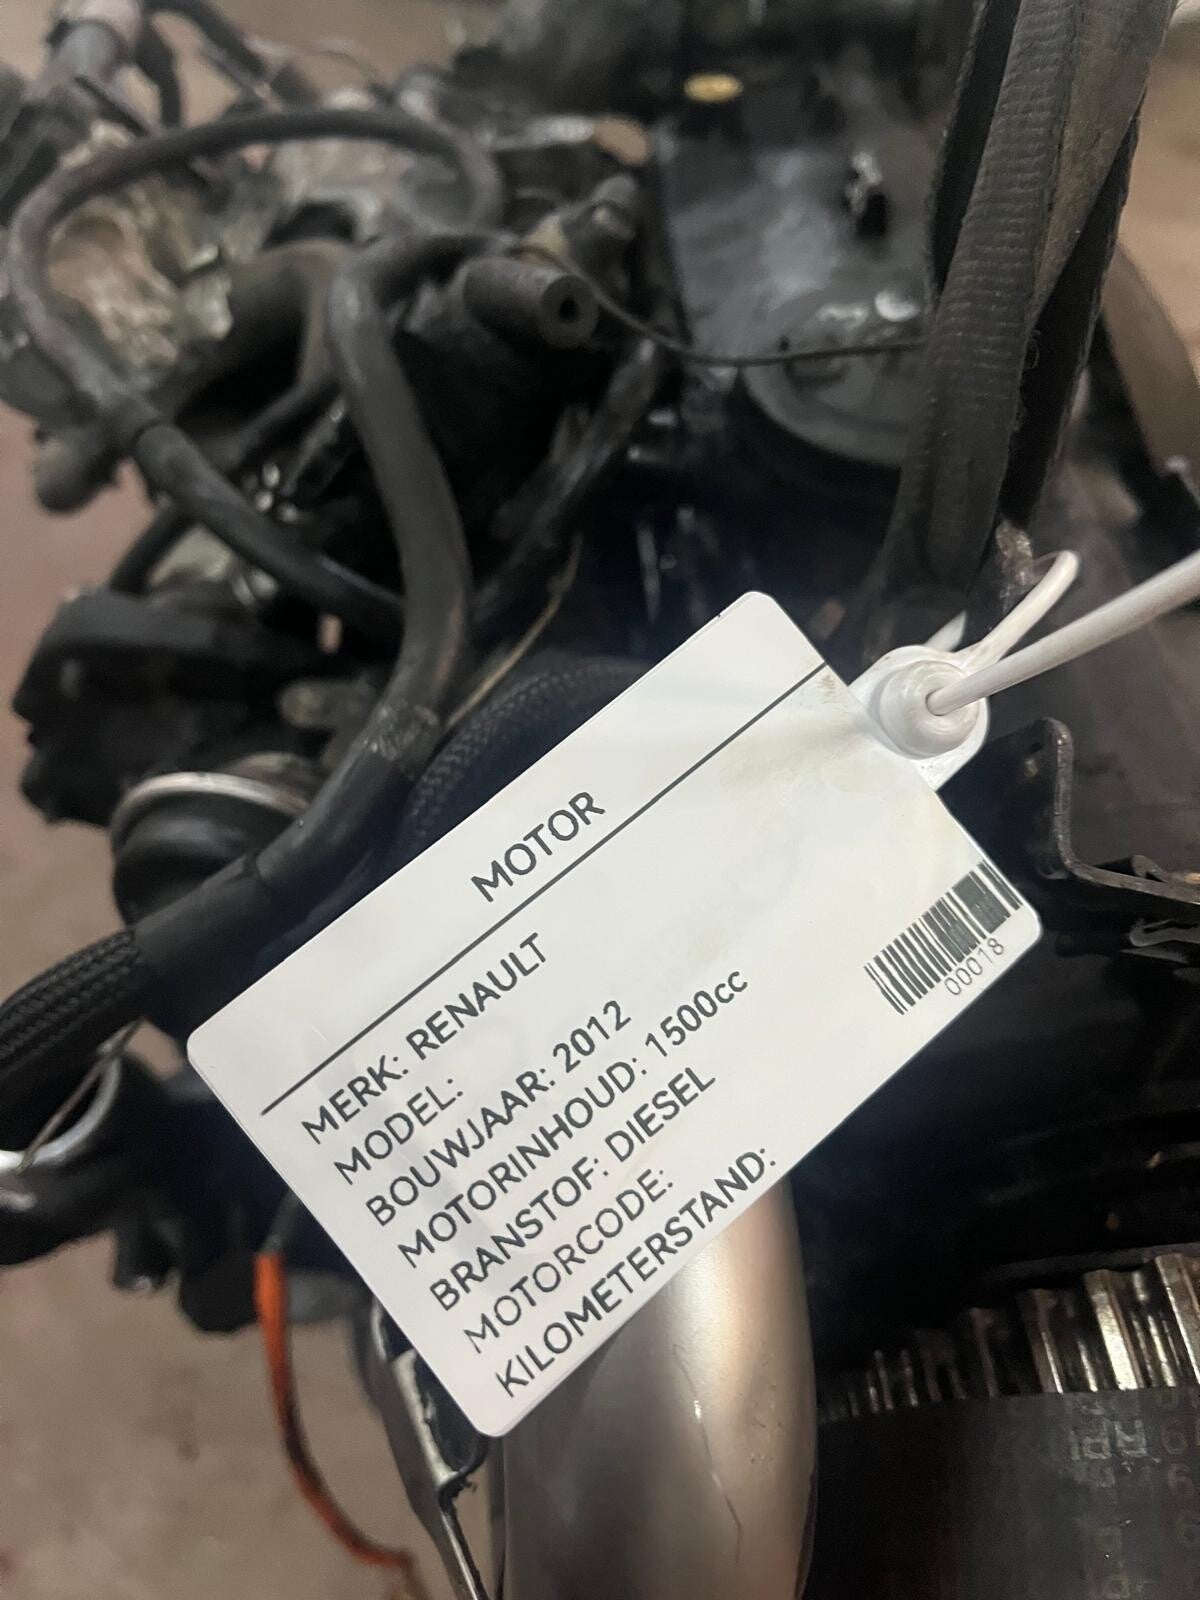 MOTOR
MERK: RENAULT
MODEL:
BOUWJAAR: 2012
MOTORINHOUD: 1500cc
BRANSTOF: DIESEL
MOTORCODE:
KILOMETERSTAND:
00018